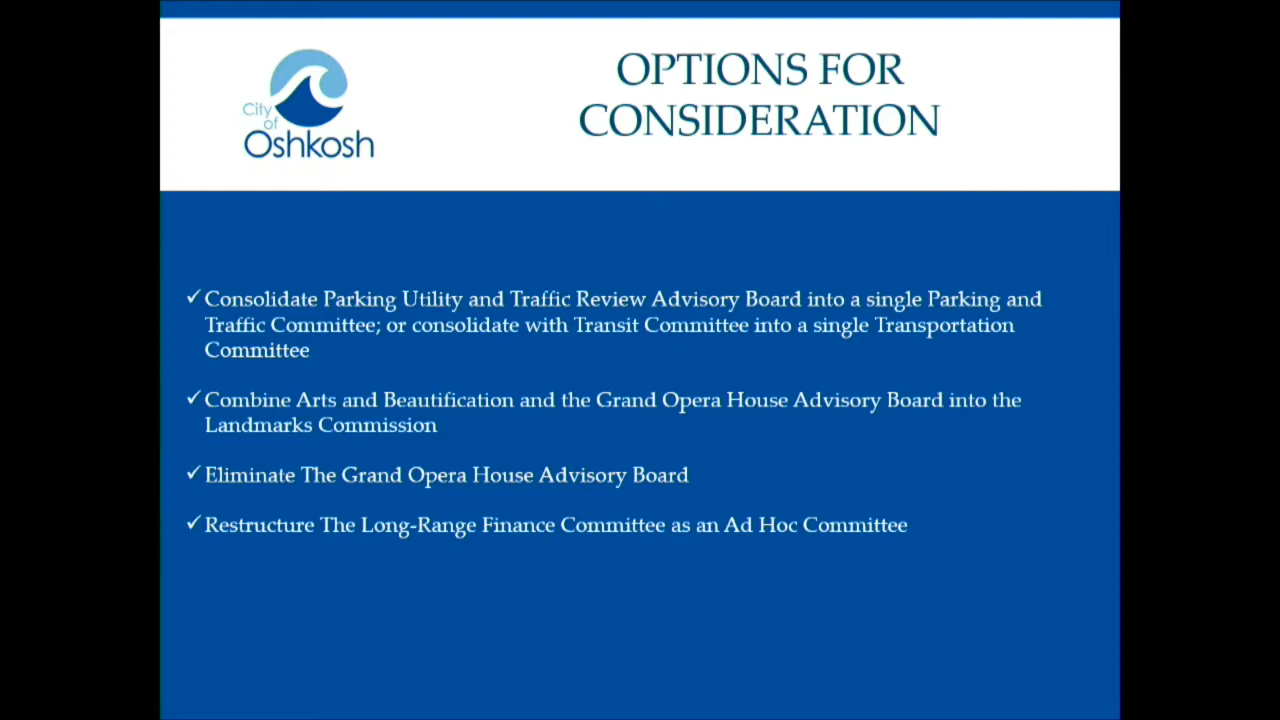 City
of
Oshkosh
OPTIONS FOR
CONSIDERATION
✓Consolidate Parking Utility and Traffic Review Advisory Board into a single Parking and
Traffic Committee; or consolidate with Transit Committee into a single Transportation
Committee
✓Combine Arts and Beautification and the Grand Opera House Advisory Board into the
Landmarks Commission
✓Eliminate The Grand Opera House Advisory Board
✓Restructure The Long-Range Finance Committee as an Ad Hoc Committee